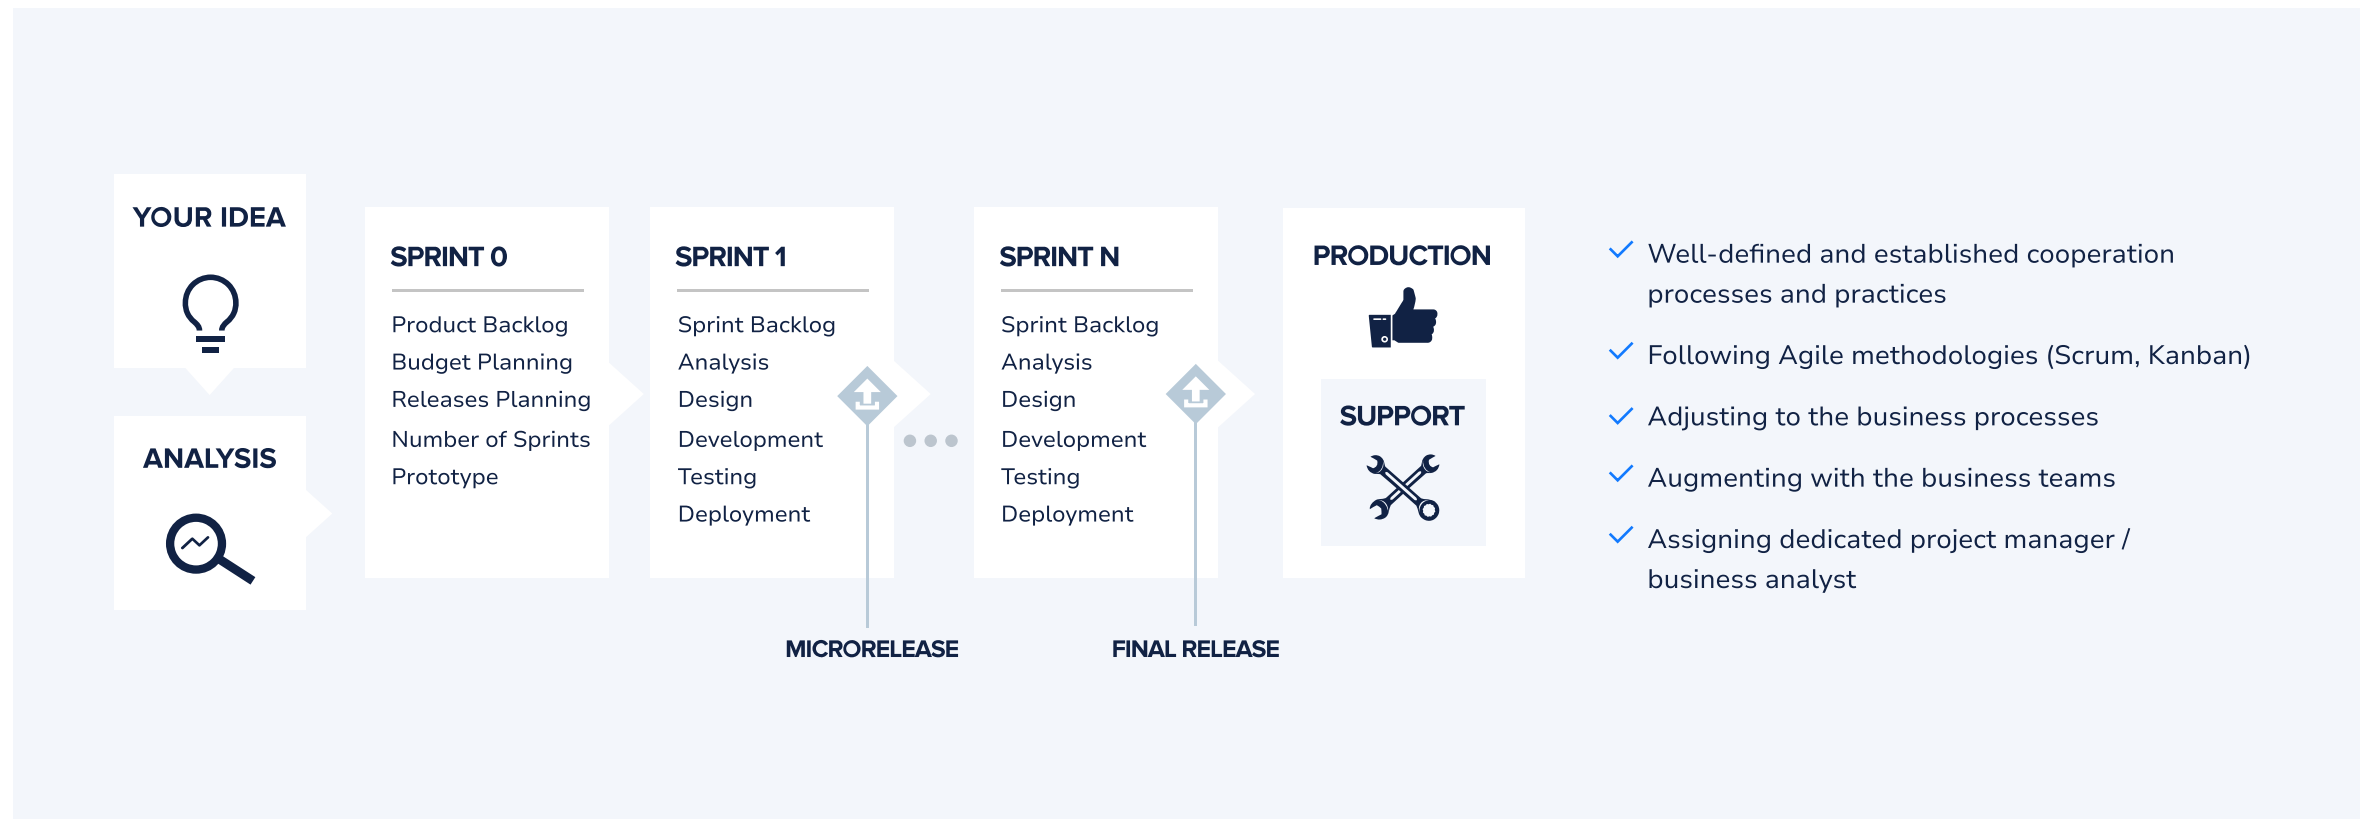 YOUR IDEA
ANALYSIS
SPRINT 0
Product Backlog
Budget Planning
Releases Planning
Number of Sprints
Prototype
SPRINT 1
Sprint Backlog
Analysis
Design
Development
Testing
Deployment
MICRORELEASE
SPRINT N
Sprint Backlog
Analysis
Design
Development
Testing
Deployment
FINAL RELEASE
PRODUCTION
SUPPORT
Well-defined and established cooperation
processes and practices
Following Agile methodologies (Scrum, Kanban)
Adjusting to the business processes
Augmenting with the business teams
Assigning dedicated project manager /
business analyst